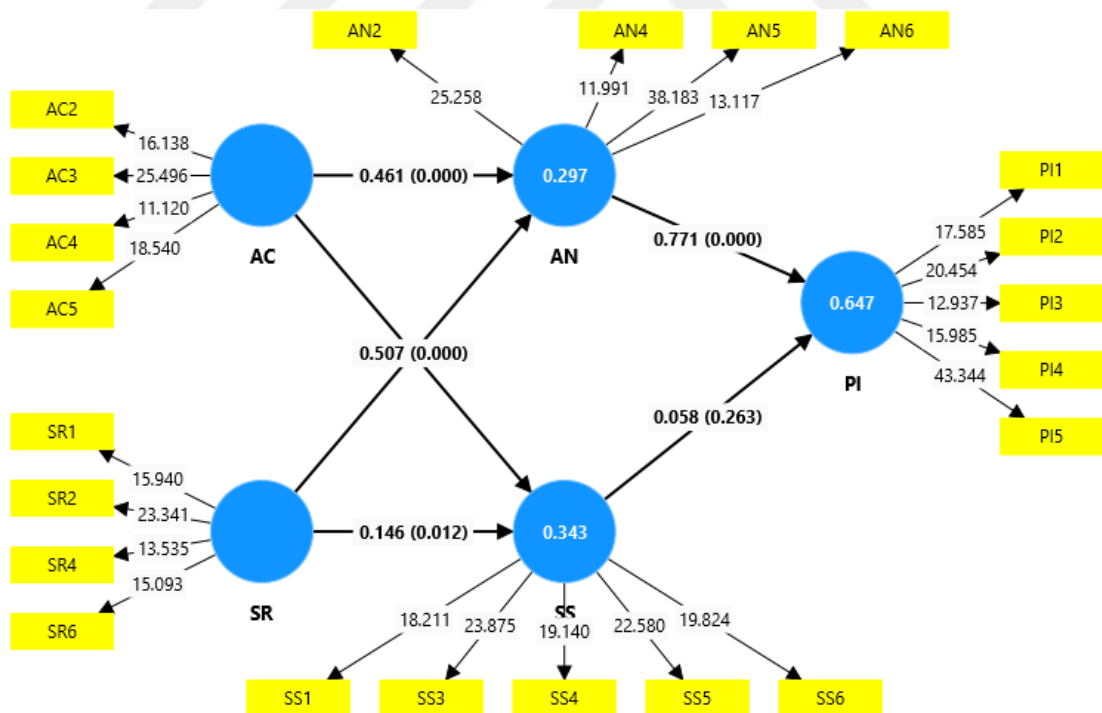 AN2
AN4
AN5
AN6
25.258
11.991
38.183
13.117
AC2
AC3
AC4
AC5
16.138
25.496
11.120
18.540
AC
0.461 (0.000)
0.297
AN
0.771 (0.000)
0.507 (0.000)
0.647
PI
PI1
PI2
PI3
PI4
PI5
17.585
20.454
12.937
15.985
43.344
0.058 (0.263)
SR1
SR2
SR4
SR6
15.940
23.341
13.535
15.093
SR
0.146 (0.012)
0.343
SS
18.211
23.875
19.140
22.580
19.824
SS1
SS3
SS4
SS5
SS6